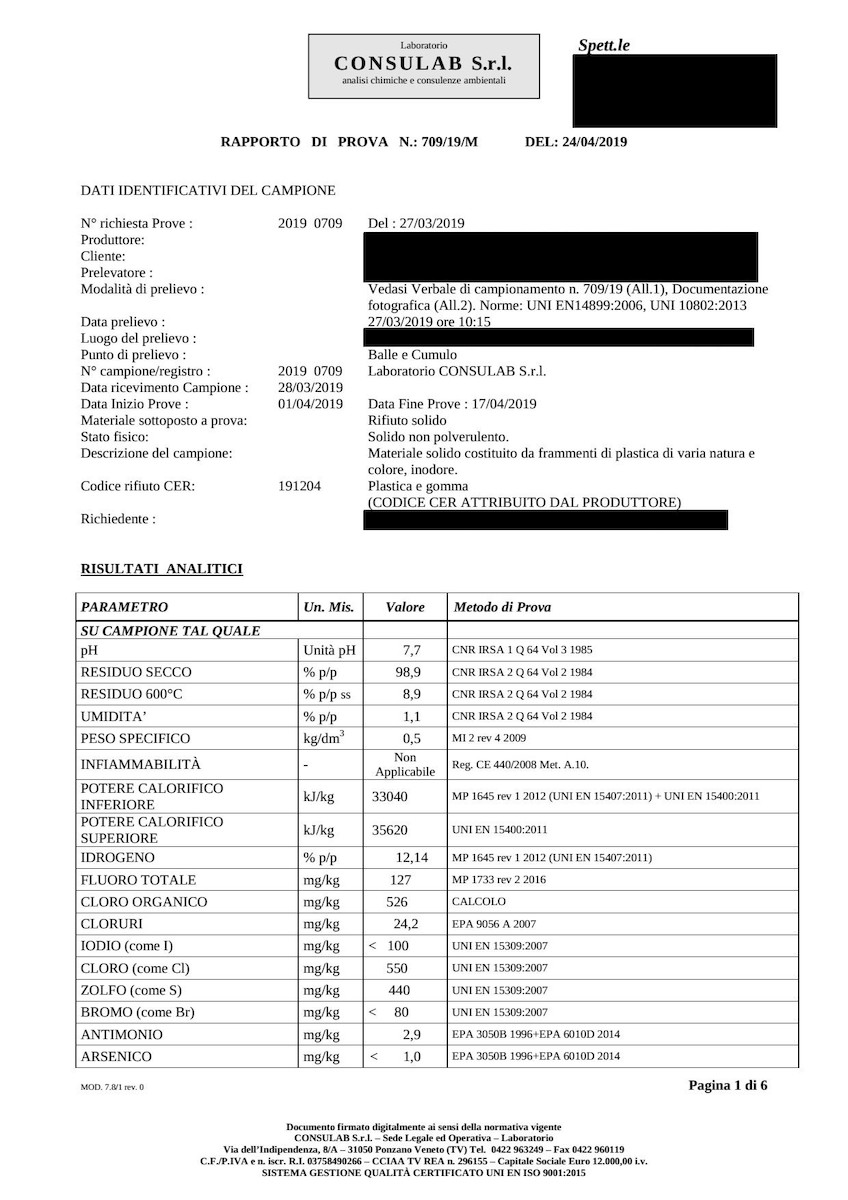 Laboratorio
CONSULAB S.r.l.
analisi chimiche e consulenze ambientali
Spett.le
RAPPORTO DI PROVA N.: 709/19/M DEL: 24/04/2019
DATI IDENTIFICATIVI DEL CAMPIONE
N° richiesta Prove : 2019 0709 Del : 27/03/2019
Produttore:
Cliente:
Prelevatore :
Modalità di prelievo : Vedasi Verbale di campionamento n. 709/19 (All.1), Documentazione
fotografica (All.2). Norme: UNI EN14899:2006, UNI 10802:2013
Data prelievo : 27/03/2019 ore 10:15
Luogo del prelievo :
Punto di prelievo : Balle e Cumulo
N° campione/registro : 2019 0709 Laboratorio CONSULAB S.r.l.
Data ricevimento Campione : 28/03/2019
Data Inizio Prove : 01/04/2019 Data Fine Prove : 17/04/2019
Materiale sottoposto a prova: Rifiuto solido
Stato fisico: Solido non polverulento.
Descrizione del campione: Materiale solido costituito da frammenti di plastica di varia natura e
colore, inodore.
Codice rifiuto CER: 191204 Plastica e gomma
(CODICE CER ATTRIBUITO DAL PRODUTTORE)
Richiedente :
RISULTATI ANALITICI
PARAMETRO Un. Mis. Valore Metodo di Prova
SU CAMPIONE TAL QUALE
pH Unità pH 7,7 CNR IRSA 1 Q 64 Vol 3 1985
RESIDUO SECCO % p/p 98,9 CNR IRSA 2 Q 64 Vol 2 1984
RESIDUO 600°C % p/p ss 8,9 CNR IRSA 2 Q 64 Vol 2 1984
UMIDITA' % p/p 1,1 CNR IRSA 2 Q 64 Vol 2 1984
PESO SPECIFICO kg/dm³ 0,5 MI 2 rev 4 2009
INFIAMMABILITÀ - Non Applicabile Reg. CE 440/2008 Met. A.10.
POTERE CALORIFICO INFERIORE kJ/kg 33040 MP 1645 rev 1 2012 (UNI EN 15407:2011) + UNI EN 15400:2011
POTERE CALORIFICO SUPERIORE kJ/kg 35620 UNI EN 15400:2011
IDROGENO % p/p 12,14 MP 1645 rev 1 2012 (UNI EN 15407:2011)
FLUORO TOTALE mg/kg 127 MP 1733 rev 2 2016
CLORO ORGANICO mg/kg 526 CALCOLO
CLORURI mg/kg 24,2 EPA 9056 A 2007
IODIO (come I) mg/kg < 100 UNI EN 15309:2007
CLORO (come Cl) mg/kg 550 UNI EN 15309:2007
ZOLFO (come S) mg/kg 440 UNI EN 15309:2007
BROMO (come Br) mg/kg < 80 UNI EN 15309:2007
ANTIMONIO mg/kg 2,9 EPA 3050B 1996+EPA 6010D 2014
ARSENICO mg/kg < 1,0 EPA 3050B 1996+EPA 6010D 2014
MOD. 7.8/1 rev. 0 Pagina 1 di 6
Documento firmato digitalmente ai sensi della normativa vigente
CONSULAB S.r.l. – Sede Legale ed Operativa – Laboratorio
Via dell'Indipendenza, 8/A – 31050 Ponzano Veneto (TV) Tel. 0422 963249 – Fax 0422 960119
C.F./P.IVA e n. iscr. R.I. 03758490266 – CCIAA TV REA n. 296155 – Capitale Sociale Euro 12.000,00 i.v.
SISTEMA GESTIONE QUALITÀ CERTIFICATO UNI EN ISO 9001:2015